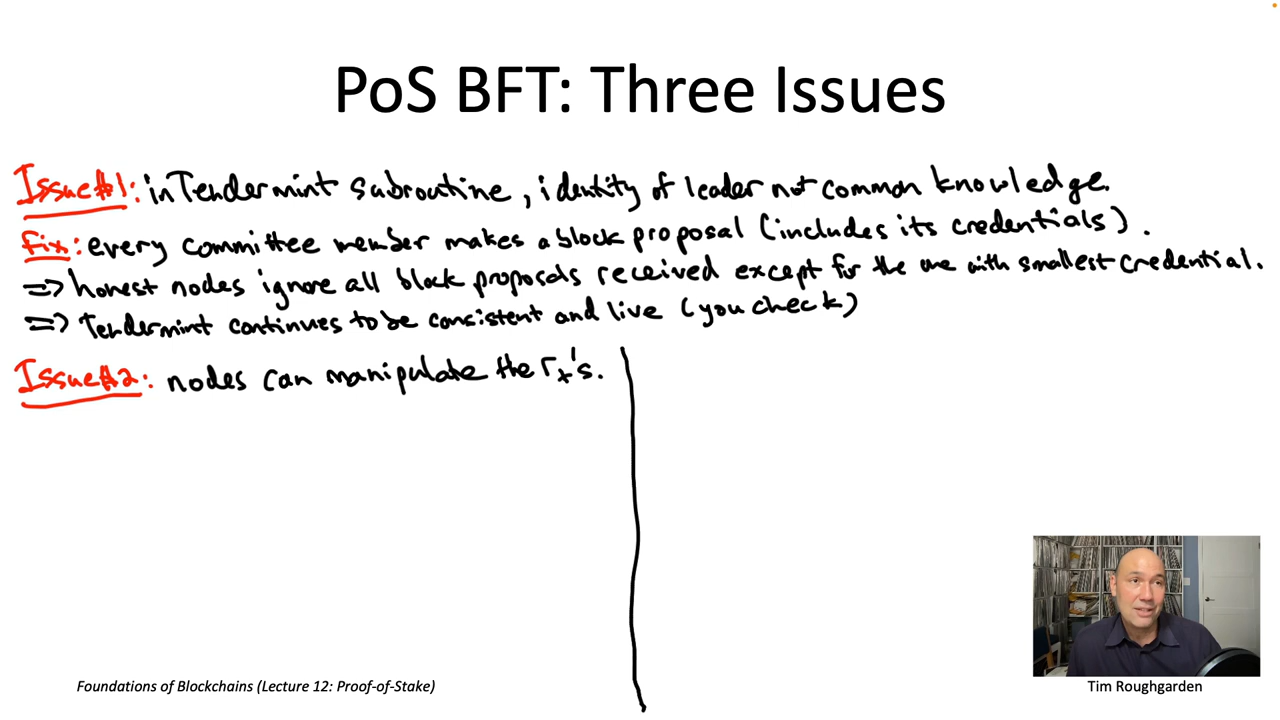 PoS BFT: Three Issues
Issue #1: in Tendermint subroutine, identity of leader not common knowledge.
fix: every committee member makes a block proposal (includes its credentials).
=> honest nodes ignore all block proposals received except for the one with smallest credential.
=> Tendermint continues to be consistent and live (you check)
Issue #2: nodes can manipulate the r_t's.
Foundations of Blockchains (Lecture 12: Proof-of-Stake)
Tim Roughgarden